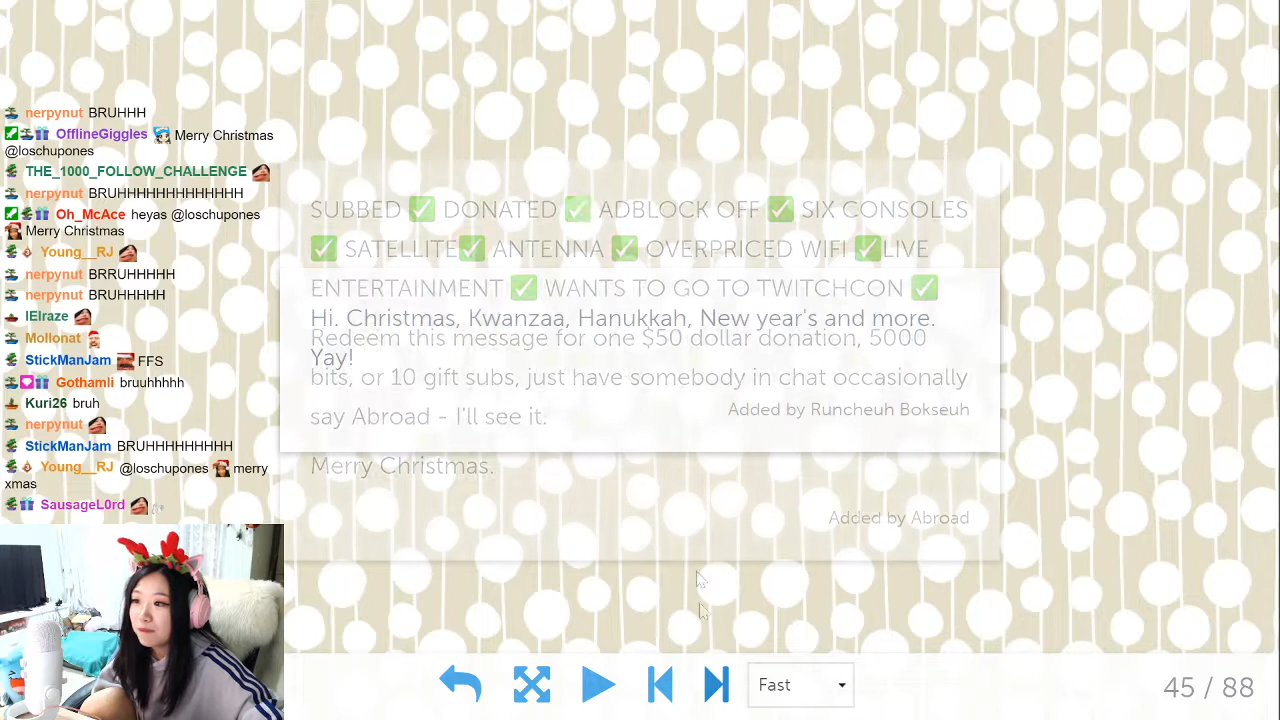 nerpynut BRUHHH
OfflineGiggles Merry Christmas
@loschupones
THE_1000_FOLLOW_CHALLENGE
nerpynut BRUHHHHHHHHHHHH
Oh_McAce heyas @loschupones
Merry Christmas
Young__RJ
nerpynut BRRUHHHHH
nerpynut BRUHHHHH
IElraze
Mollonat
StickManJam FFS
Gothamli bruuhhhhh
Kuri26 bruh
nerpynut
StickManJam BRUHHHHHHHHH
Young__RJ @loschupones merry
xmas
SausageL0rd
SUBBED ✅ DONATED ✅ ADBLOCK OFF ✅ SIX CONSOLES
✅ SATELLITE✅ ANTENNA ✅ OVERPRICED WIFI ✅LIVE
ENTERTAINMENT ✅ WANTS TO GO TO TWITCHCON ✅
Redeem this message for one $50 dollar donation, 5000
bits, or 10 gift subs, just have somebody in chat occasionally
say Abroad - I'll see it.
Merry Christmas.
Added by Abroad
Hi. Christmas, Kwanzaa, Hanukkah, New year's and more.
Yay!
Added by Runcheuh Bokseuh
Fast
45 / 88